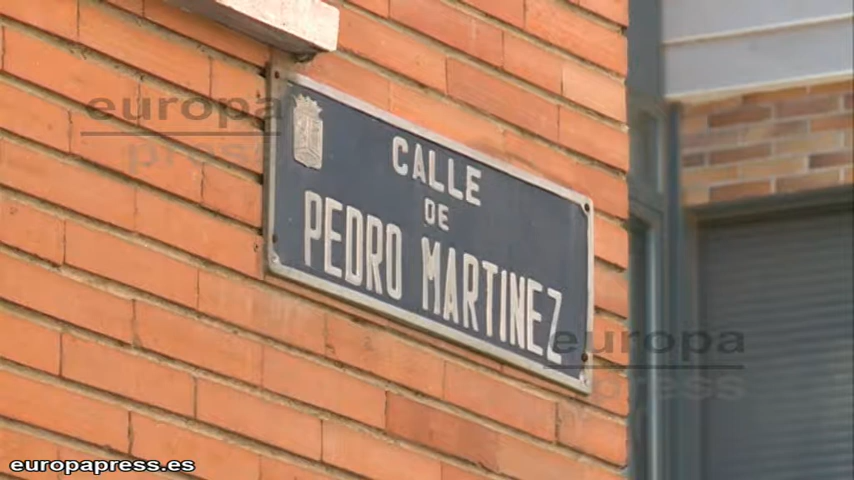 europa
press
CALLE
DE
PEDRO MARTINEZ
europa
press
europapress.es